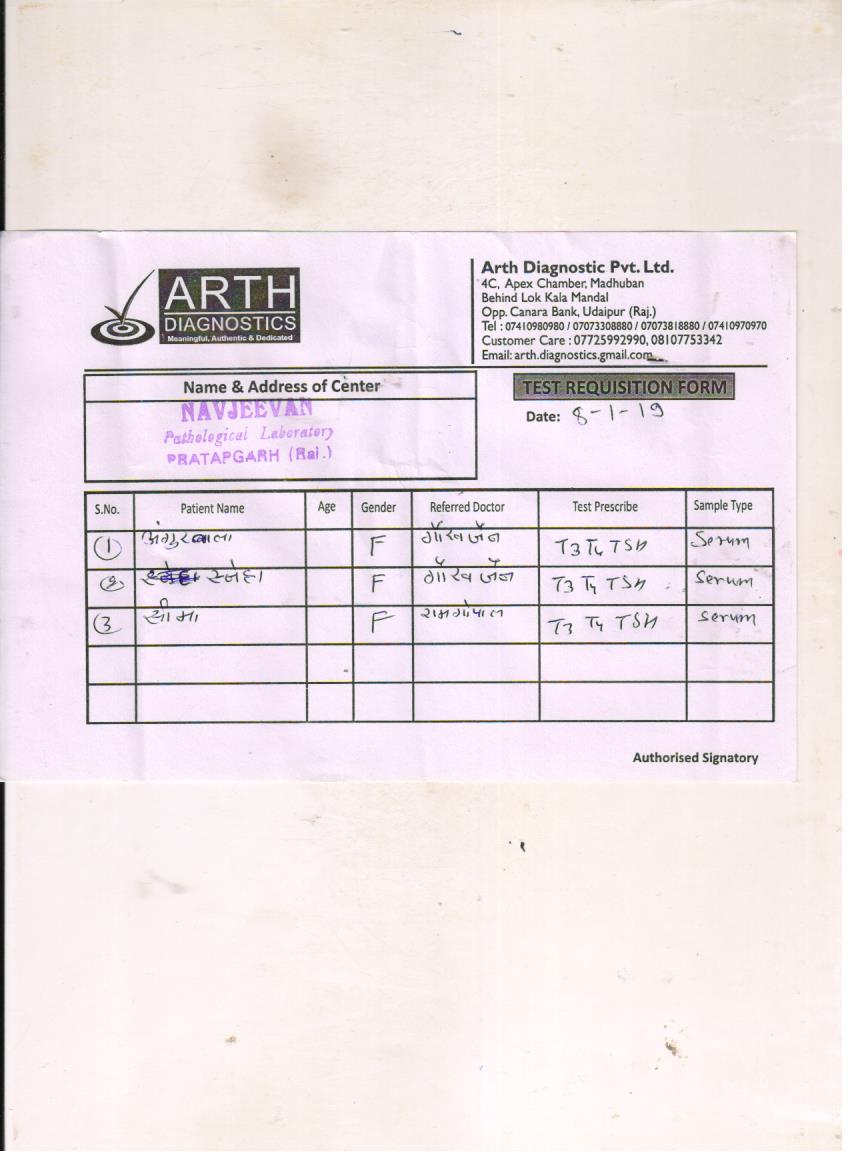 ARTH
DIAGNOSTICS
Meaningful, Authentic & Dedicated
Arth Diagnostic Pvt. Ltd.
4C, Apex Chamber, Madhuban
Behind Lok Kala Mandal
Opp. Canara Bank, Udaipur (Raj.)
Tel : 07410980980 / 07073308880 / 07073818880 / 07410970970
Customer Care : 07725992990, 08107753342
Email: arth.diagnostics.gmail.com
Name & Address of Center
NAVJEEVAN
Pathological Laboratory
PRATAPGARH (Raj.)
TEST REQUISITION FORM
Date: 8-1-19
S.No. Patient Name Age Gender Referred Doctor Test Prescribe Sample Type
1 अंगुरबाला F गौरव जैन T3 T4 TSH Serum
2 स्नेहा F गौरव जैन T3 T4 TSH Serum
3 सीमा F रामगोपाल T3 T4 TSH Serum
Authorised Signatory